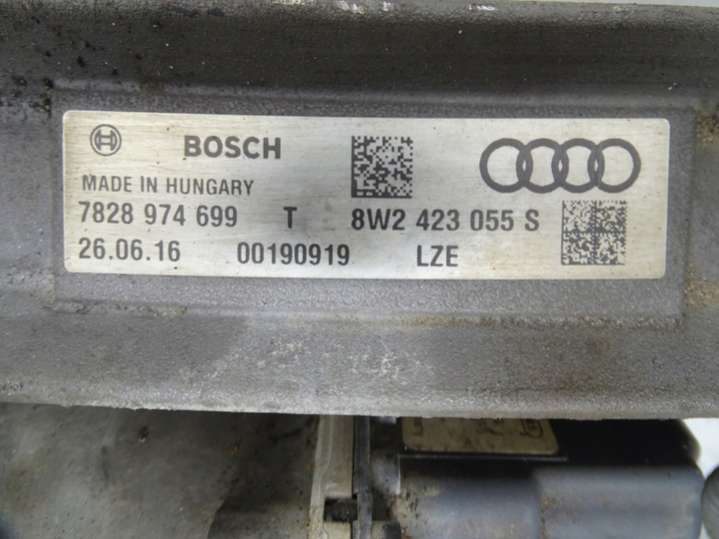 BOSCH
MADE IN HUNGARY
7828 974 699 T 8W2 423 055 S
26.06.16 00190919 LZE